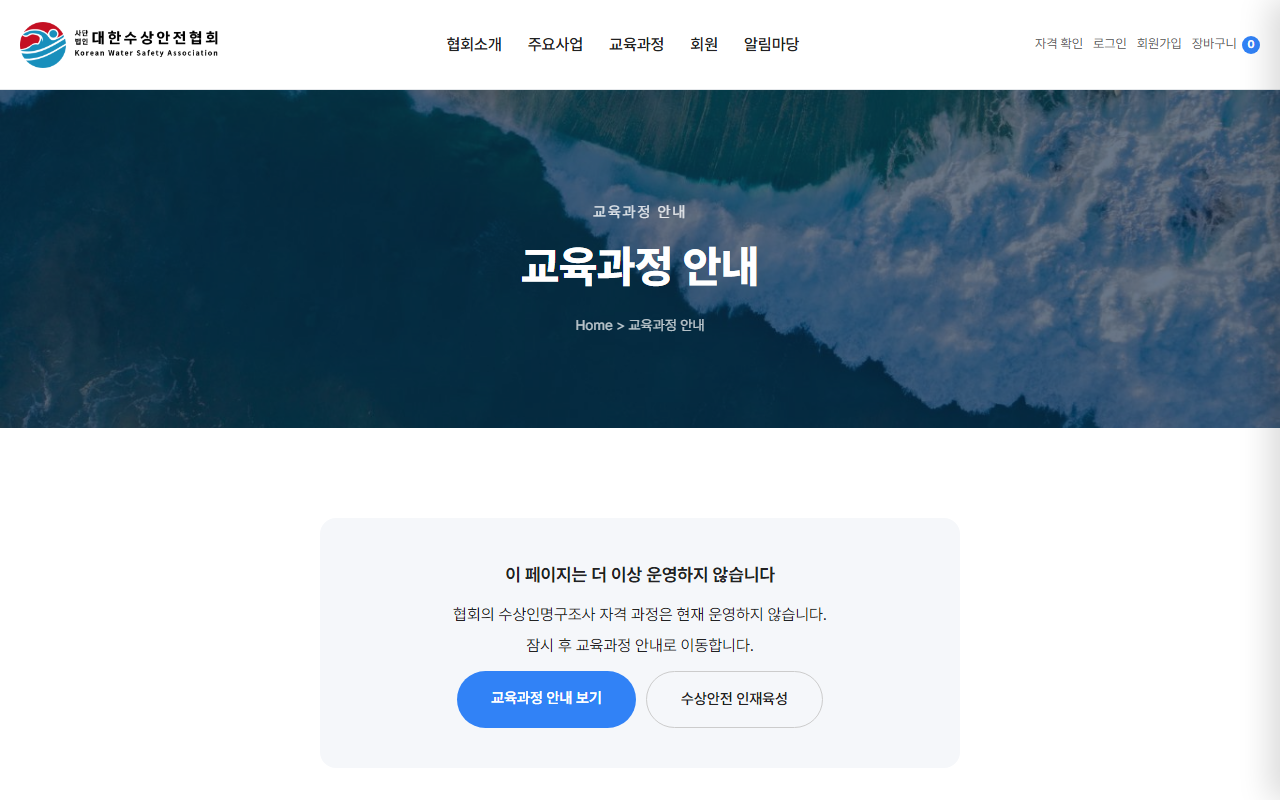 사단
법인
대한수상안전협회
Korean Water Safety Association
협회소개
주요사업
교육과정
회원
알림마당
자격 확인
로그인
회원가입
장바구니
0
교육과정 안내
교육과정 안내
Home > 교육과정 안내
이 페이지는 더 이상 운영하지 않습니다
협회의 수상인명구조사 자격 과정은 현재 운영하지 않습니다.
잠시 후 교육과정 안내로 이동합니다.
교육과정 안내 보기
수상안전 인재육성